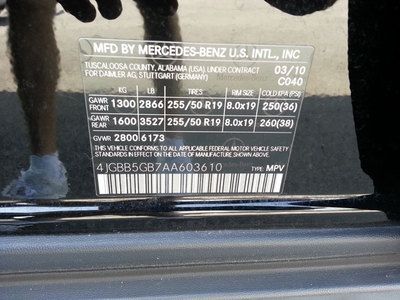 MFD BY MERCEDES-BENZ U.S. INTL., INC
TUSCALOOSA COUNTY, ALABAMA (USA), UNDER CONTRACT 03/10
FOR DAIMLER AG, STUTTGART (GERMANY) C040
KG LB TIRES RIM SIZE COLD KPA (PSI)
GAWR FRONT 1300 2866 255/50 R19 8.0x19 250(36)
GAWR REAR 1600 3527 255/50 R19 8.0x19 260(38)
GVWR 2800 6173
THIS VEHICLE CONFORMS TO ALL APPLICABLE FEDERAL MOTOR VEHICLE SAFETY
STANDARDS IN EFFECT ON THE DATE OF MANUFACTURE SHOWN ABOVE.
4JGBB5GB7AA603610 TYPE: MPV